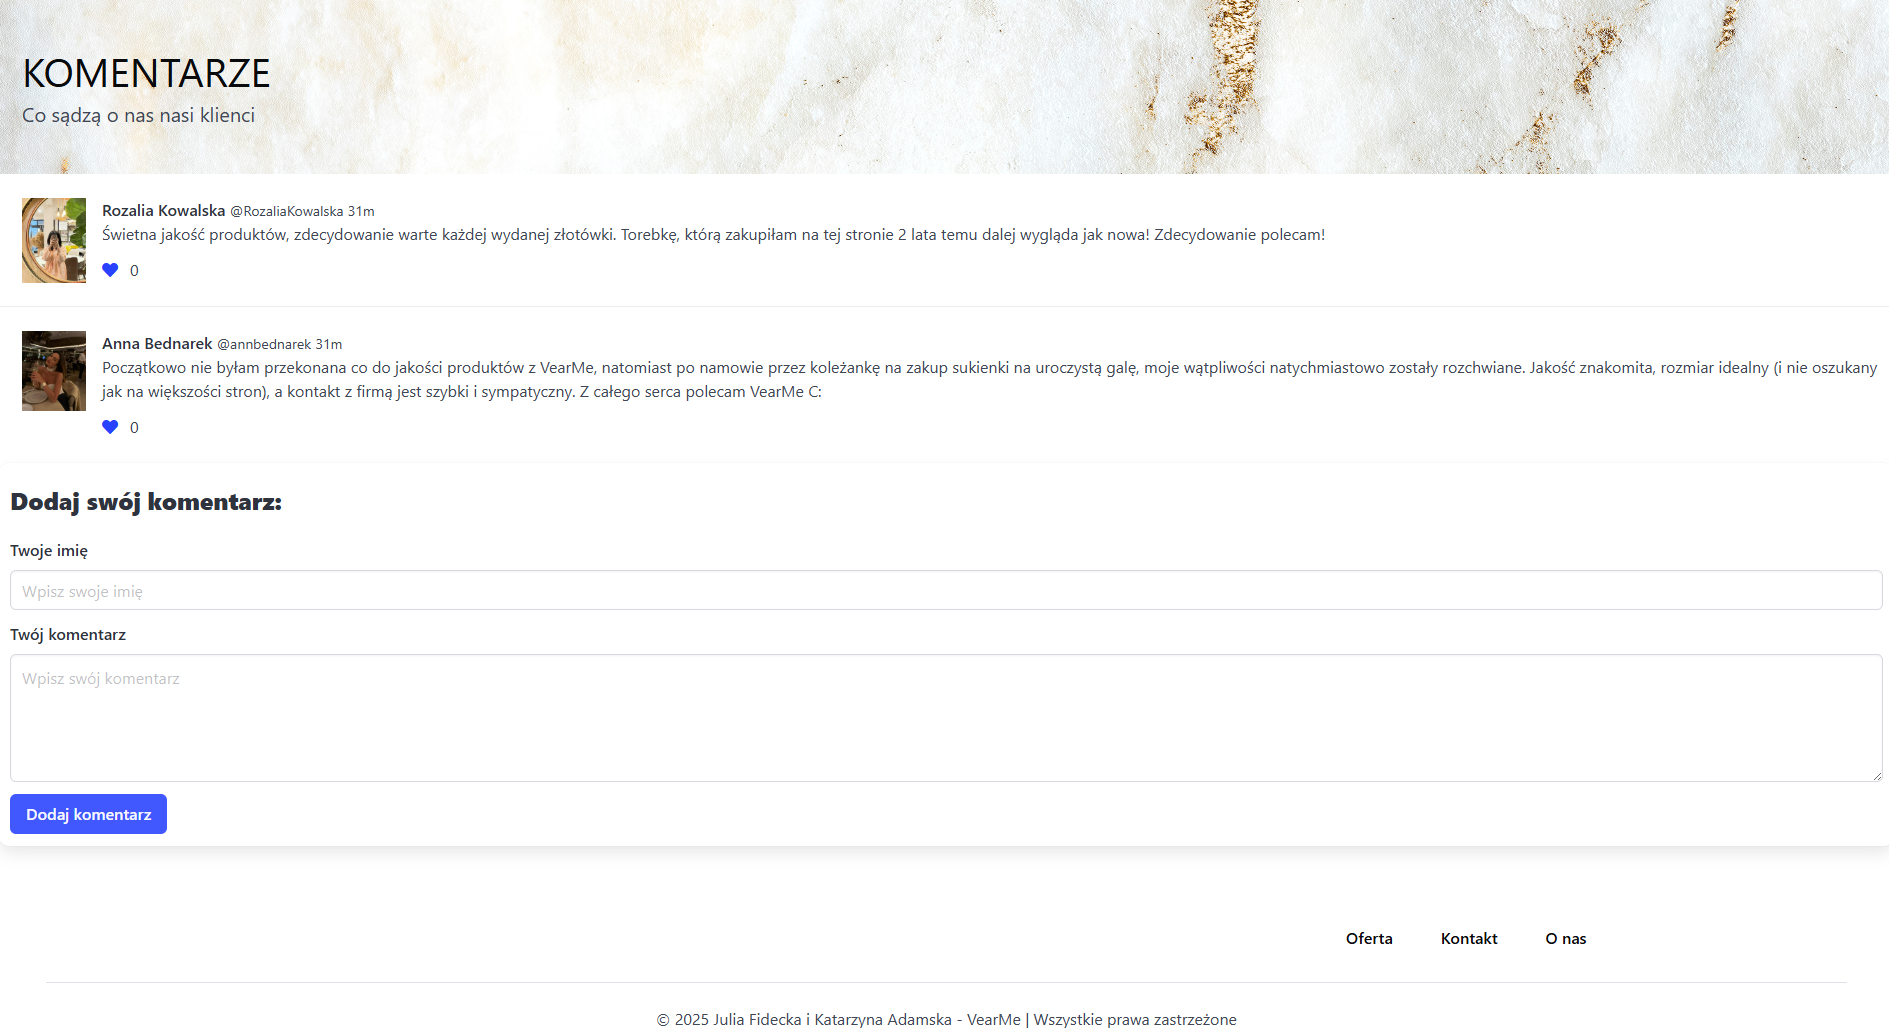 KOMENTARZE
Co sądzą o nas nasi klienci
Rozalia Kowalska @RozaliaKowalska 31m
Świetna jakość produktów, zdecydowanie warte każdej wydanej złotówki. Torebkę, którą zakupiłam na tej stronie 2 lata temu dalej wygląda jak nowa! Zdecydowanie polecam!
0
Anna Bednarek @annbednarek 31m
Początkowo nie byłam przekonana co do jakości produktów z VearMe, natomiast po namowie przez koleżankę na zakup sukienki na uroczystą galę, moje wątpliwości natychmiastowo zostały rozchwiane. Jakość znakomita, rozmiar idealny (i nie oszukany
jak na większości stron), a kontakt z firmą jest szybki i sympatyczny. Z całego serca polecam VearMe C:
0
Dodaj swój komentarz:
Twoje imię
Wpisz swoje imię
Twój komentarz
Wpisz swój komentarz
Dodaj komentarz
Oferta Kontakt O nas
© 2025 Julia Fidecka i Katarzyna Adamska - VearMe | Wszystkie prawa zastrzeżone